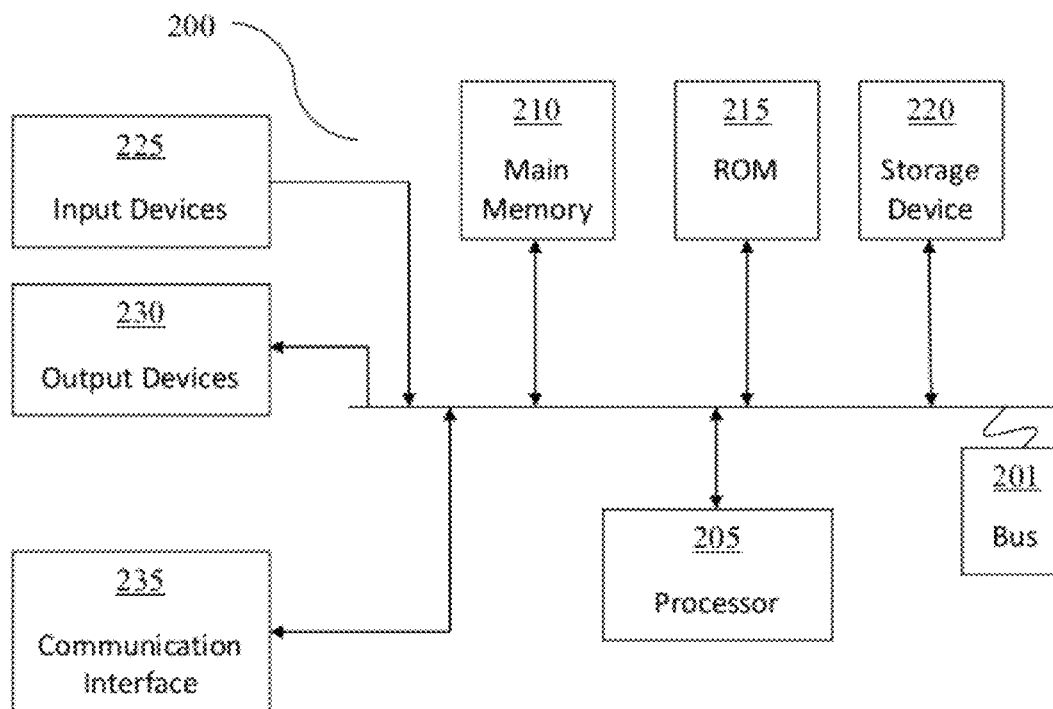 200
225
Input Devices
230
Output Devices
235
Communication
Interface
210
Main
Memory
215
ROM
220
Storage
Device
205
Processor
201
Bus